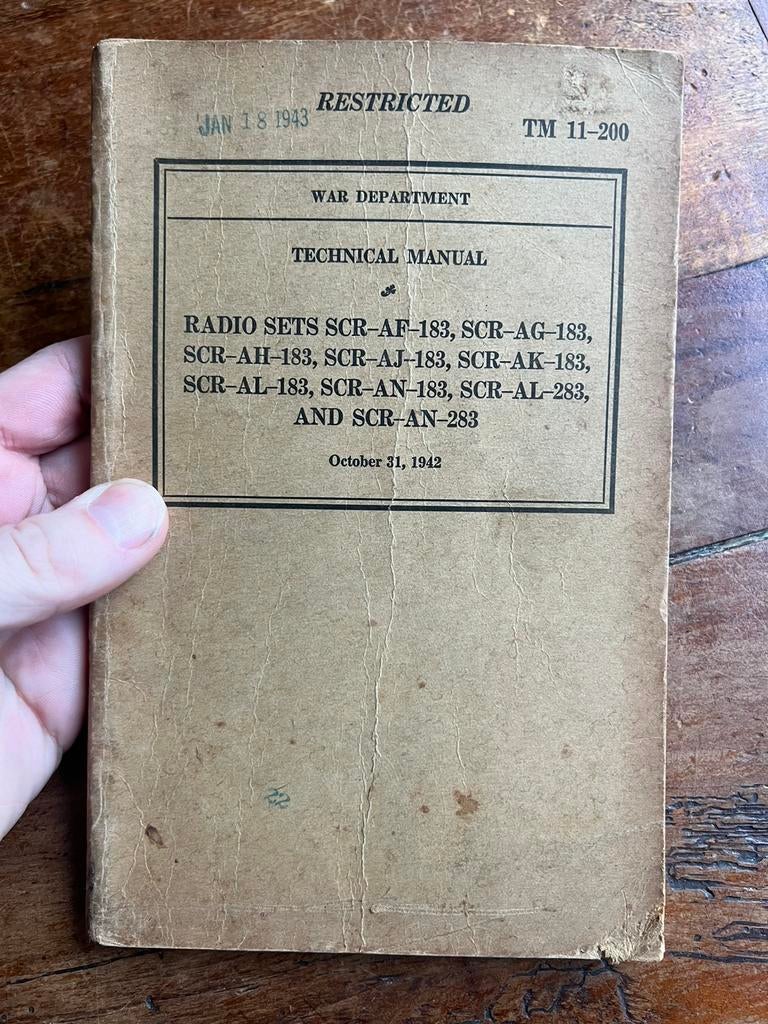 RESTRICTED
JAN 18 1943
TM 11–200
WAR DEPARTMENT
TECHNICAL MANUAL
RADIO SETS SCR–AF–183, SCR–AG–183,
SCR–AH–183, SCR–AJ–183, SCR–AK–183,
SCR–AL–183, SCR–AN–183, SCR–AL–283,
AND SCR–AN–283
October 31, 1942